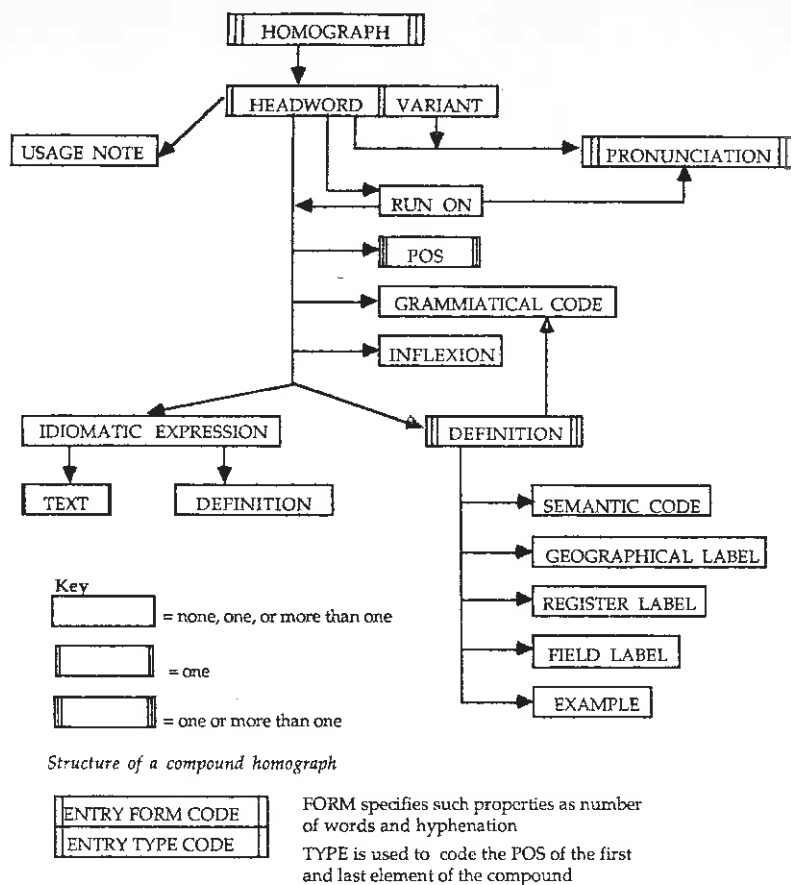 HOMOGRAPH
HEADWORD VARIANT
USAGE NOTE
PRONUNCIATION
RUN ON
POS
GRAMMIATICAL CODE
INFLEXION
IDIOMATIC EXPRESSION
DEFINITION
TEXT
DEFINITION
SEMANTIC CODE
GEOGRAPHICAL LABEL
REGISTER LABEL
FIELD LABEL
EXAMPLE
Key
= none, one, or more than one
= one
= one or more than one
Structure of a compound homograph
ENTRY FORM CODE
ENTRY TYPE CODE
FORM specifies such properties as number
of words and hyphenation
TYPE is used to code the POS of the first
and last element of the compound